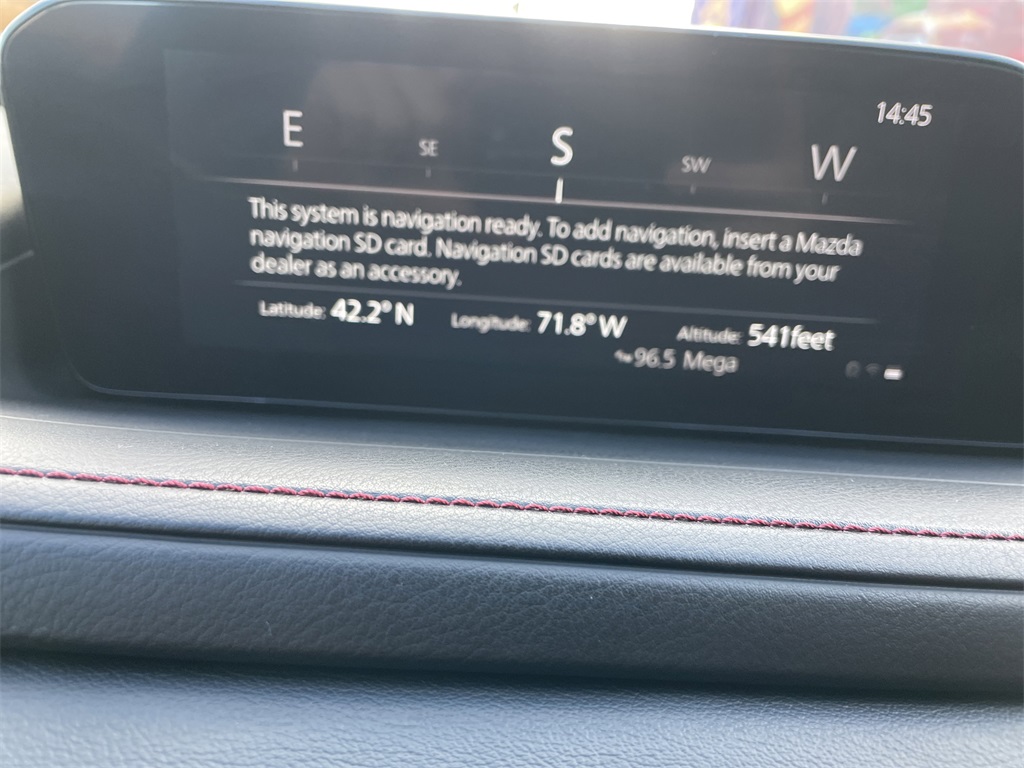 14:45
E SE S SW W
This system is navigation ready. To add navigation, insert a Mazda
navigation SD card. Navigation SD cards are available from your
dealer as an accessory.
Latitude: 42.2° N Longitude: 71.8° W Altitude: 541feet
96.5 Mega